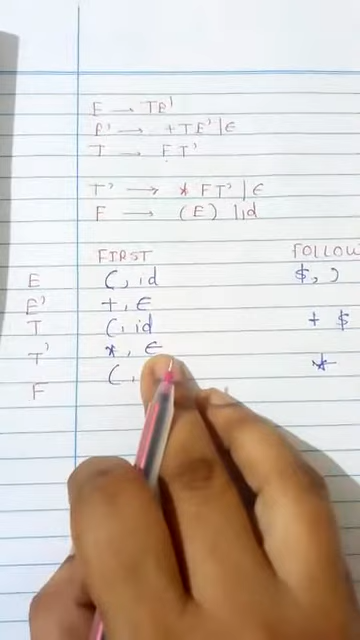 E → TE'
E' → +TE'|ε
T → FT'
T' → * FT'|ε
F → (E) |id
FIRST FOLLOW
E (, id $, )
E' +, ε
T (, id + $
T' *, ε *
F (,